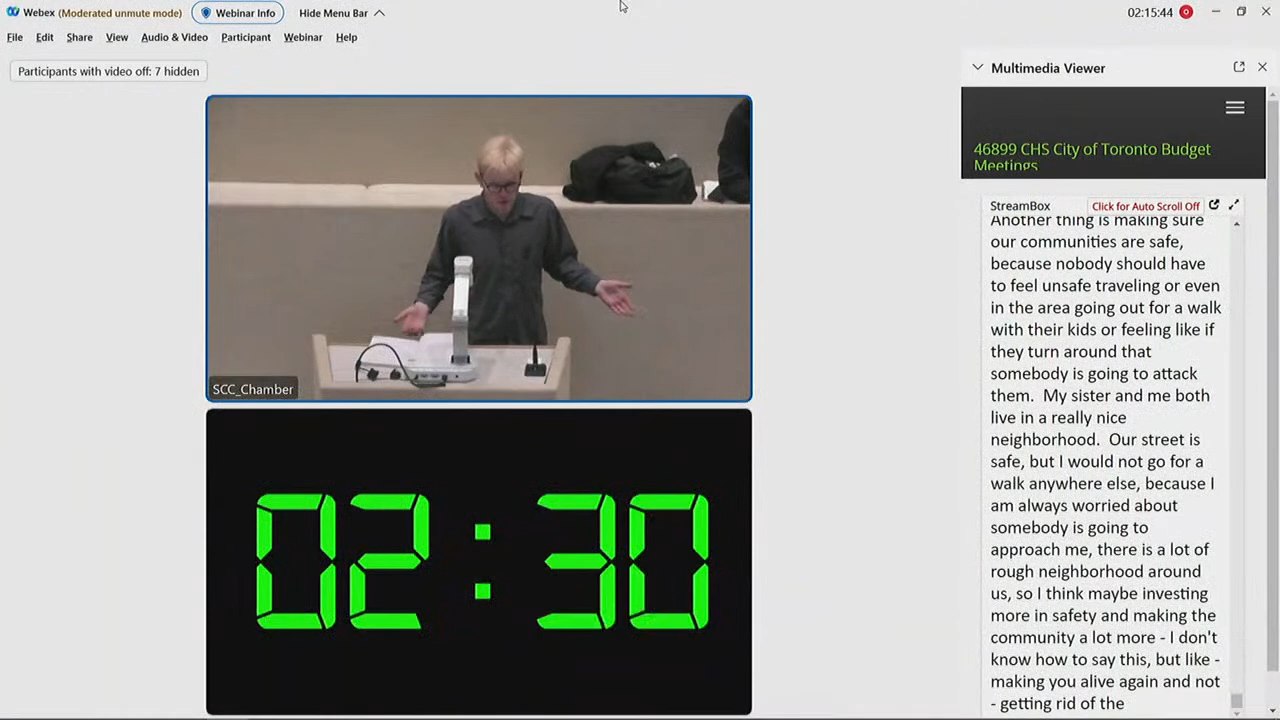 Webex (Moderated unmute mode) Webinar Info Hide Menu Bar 02:15:44
File Edit Share View Audio & Video Participant Webinar Help
Participants with video off: 7 hidden
SCC_Chamber
02:30
Multimedia Viewer
46899 CHS City of Toronto Budget
Meetings
StreamBox Click for Auto Scroll Off
Another thing is making sure
our communities are safe,
because nobody should have
to feel unsafe traveling or even
in the area going out for a walk
with their kids or feeling like if
they turn around that
somebody is going to attack
them. My sister and me both
live in a really nice
neighborhood. Our street is
safe, but I would not go for a
walk anywhere else, because I
am always worried about
somebody is going to
approach me, there is a lot of
rough neighborhood around
us, so I think maybe investing
more in safety and making the
community a lot more - I don't
know how to say this, but like -
making you alive again and not
- getting rid of the